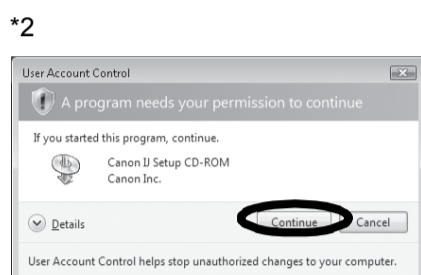 *2
User Account Control
A program needs your permission to continue
If you started this program, continue.
Canon IJ Setup CD-ROM
Canon Inc.
Details
Continue
Cancel
User Account Control helps stop unauthorized changes to your computer.